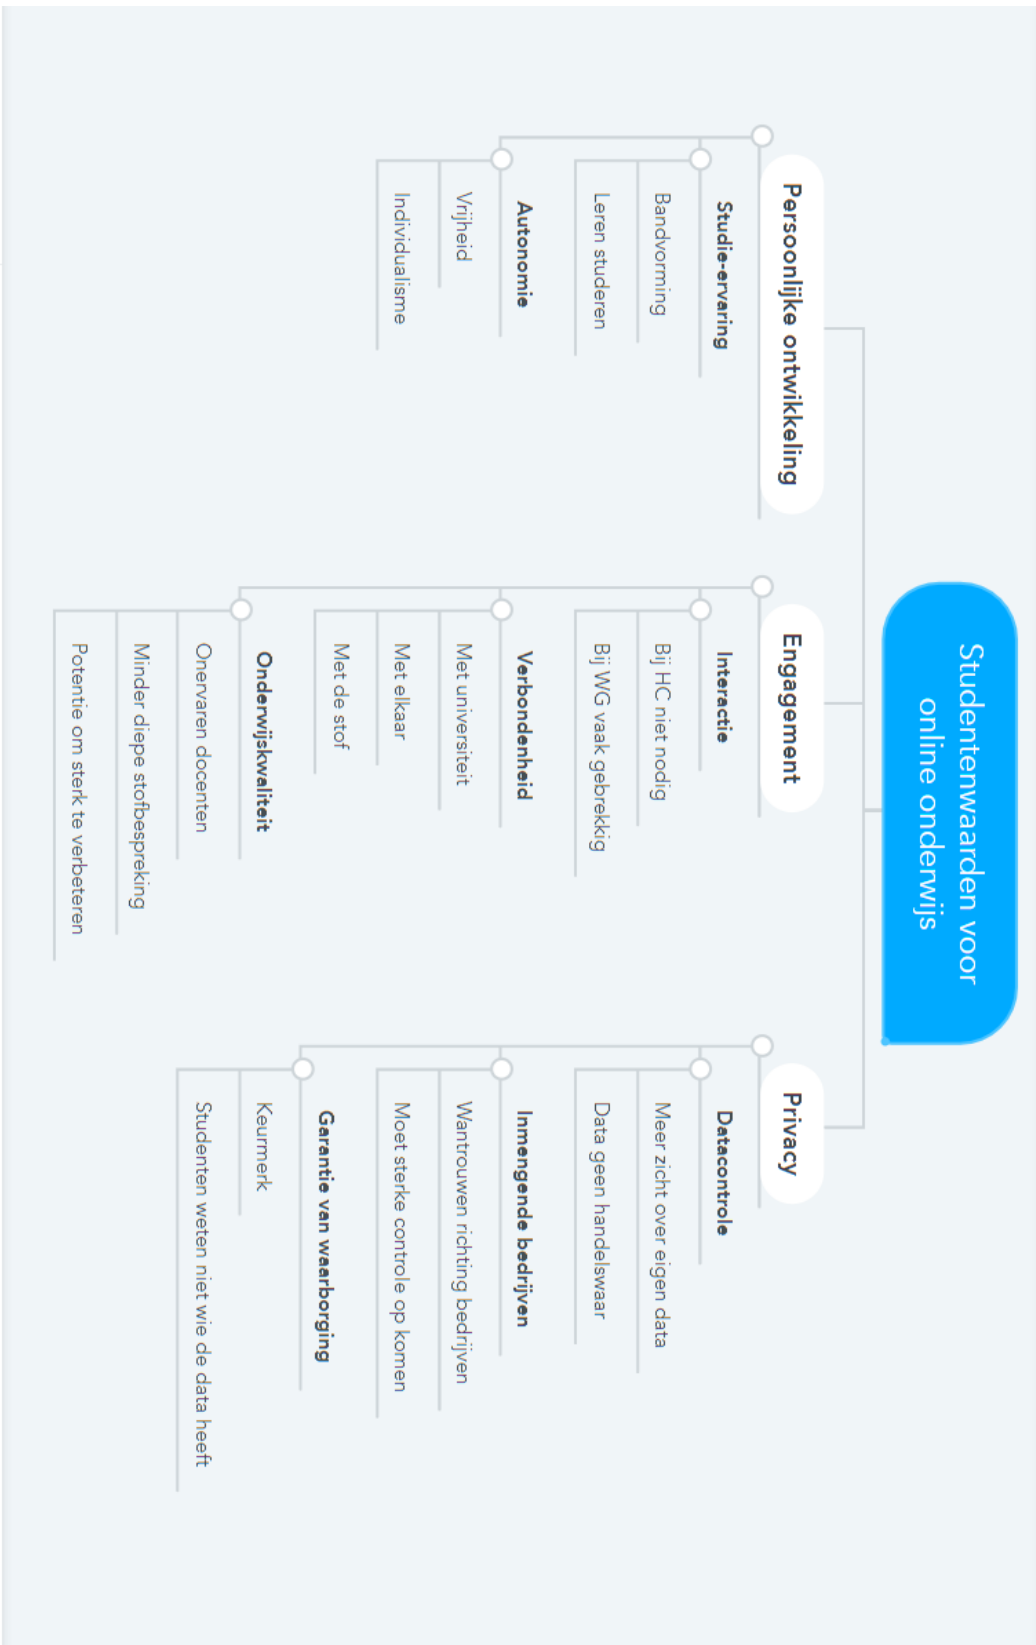 Studentenwaarden voor
online onderwijs
Persoonlijke ontwikkeling
Studie-ervaring
Bandvorming
Leren studeren
Autonomie
Vrijheid
Individualisme
Engagement
Interactie
Bij HC niet nodig
Bij WG vaak gebrekkig
Verbondenheid
Met universiteit
Met elkaar
Met de stof
Onderwijskwaliteit
Onervaren docenten
Minder diepe stofbespreking
Potentie om sterk te verbeteren
Privacy
Datacontrole
Meer zicht over eigen data
Data geen handelswaar
Inmengende bedrijven
Wantrouwen richting bedrijven
Moet sterke controle op komen
Garantie van waarborging
Keurmerk
Studenten weten niet wie de data heeft